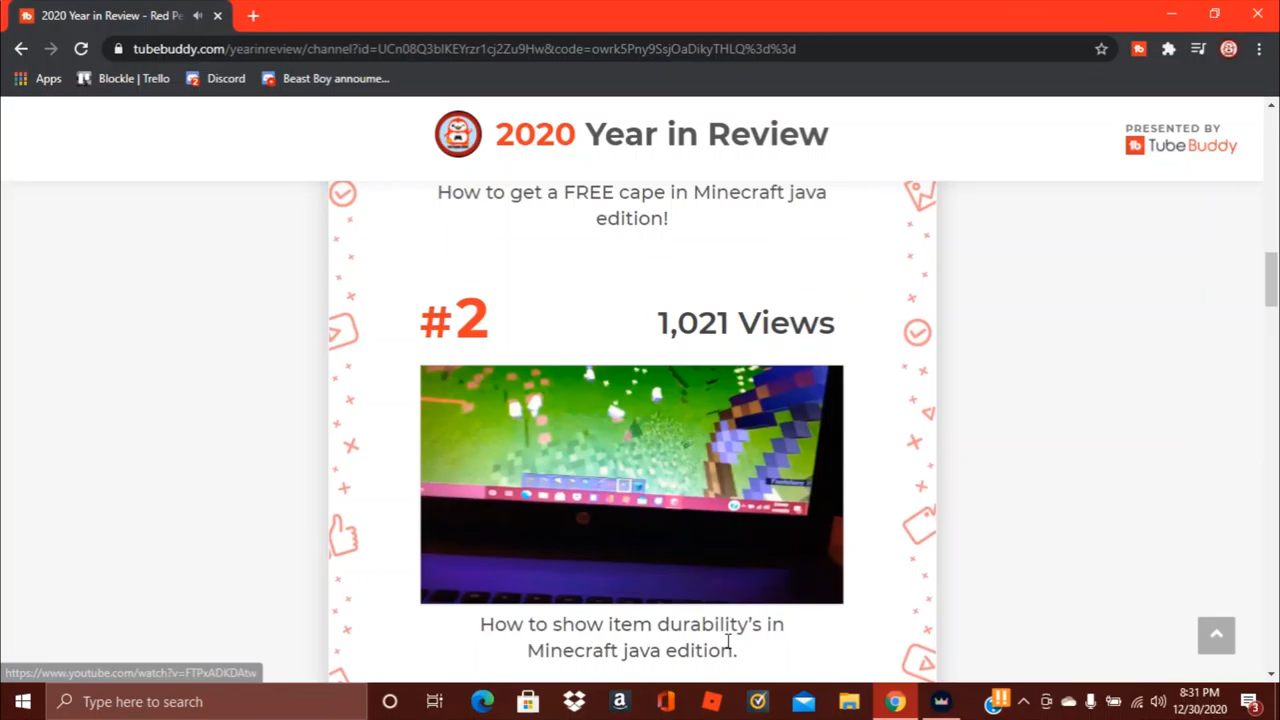 2020 Year in Review - Red Pe
tubebuddy.com/yearinreview/channel?id=UCn08Q3bIKEYrzr1cj2Zu9Hw&code=owrk5Pny9SsjOaDikyTHLQ%3d%3d
Apps
Blockle | Trello
Discord
Beast Boy annoume...
2020 Year in Review
PRESENTED BY
TubeBuddy
How to get a FREE cape in Minecraft java
edition!
#2
1,021 Views
How to show item durability's in
Minecraft java edition.
https://www.youtube.com/watch?v=FTPxADKDAtw
Type here to search
8:31 PM
12/30/2020
3